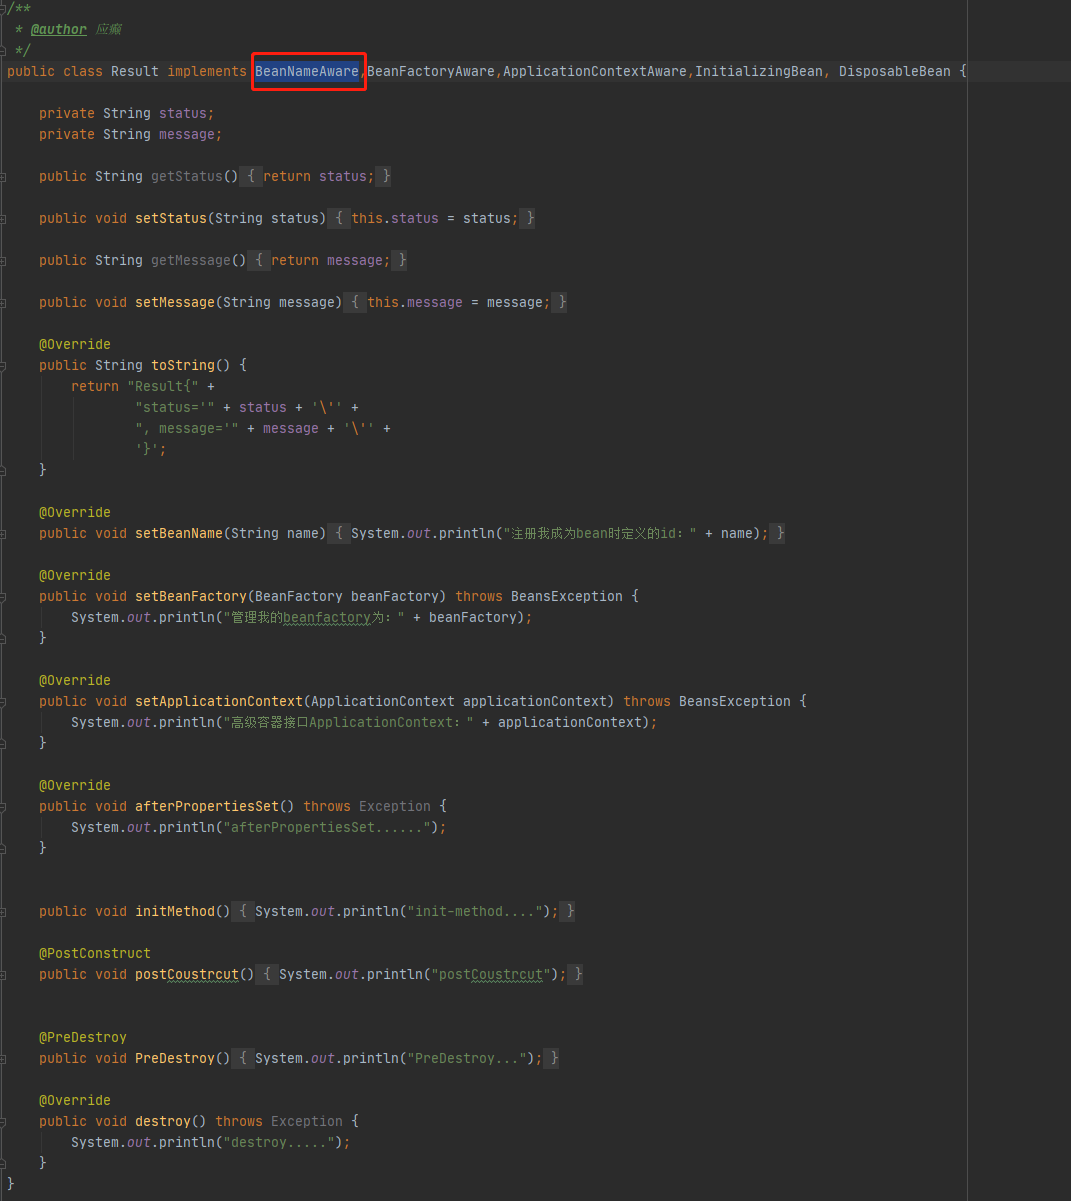 /**
 * @author 应癫
 */
public class Result implements BeanNameAware,BeanFactoryAware,ApplicationContextAware,InitializingBean, DisposableBean {
    private String status;
    private String message;
    public String getStatus() { return status; }
    public void setStatus(String status) { this.status = status; }
    public String getMessage() { return message; }
    public void setMessage(String message) { this.message = message; }
    @Override
    public String toString() {
        return "Result{" +
                "status='" + status + '\'' +
                ", message='" + message + '\'' +
                '}';
    }
    @Override
    public void setBeanName(String name) { System.out.println("注册我成为bean时定义的id：" + name); }
    @Override
    public void setBeanFactory(BeanFactory beanFactory) throws BeansException {
        System.out.println("管理我的beanfactory为：" + beanFactory);
    }
    @Override
    public void setApplicationContext(ApplicationContext applicationContext) throws BeansException {
        System.out.println("高级容器接口ApplicationContext：" + applicationContext);
    }
    @Override
    public void afterPropertiesSet() throws Exception {
        System.out.println("afterPropertiesSet......");
    }
    public void initMethod() { System.out.println("init-method...."); }
    @PostConstruct
    public void postCoustrcut() { System.out.println("postCoustrcut"); }
    @PreDestroy
    public void PreDestroy() { System.out.println("PreDestroy..."); }
    @Override
    public void destroy() throws Exception {
        System.out.println("destroy.....");
    }
}